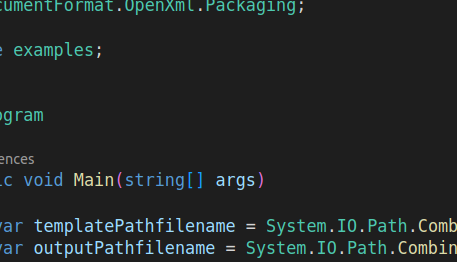 cumentFormat.OpenXml.Packaging;
e examples;
ogram
ences
ic void Main(string[] args)
var templatePathfilename = System.IO.Path.Comb
var outputPathfilename = System.IO.Path.Combin